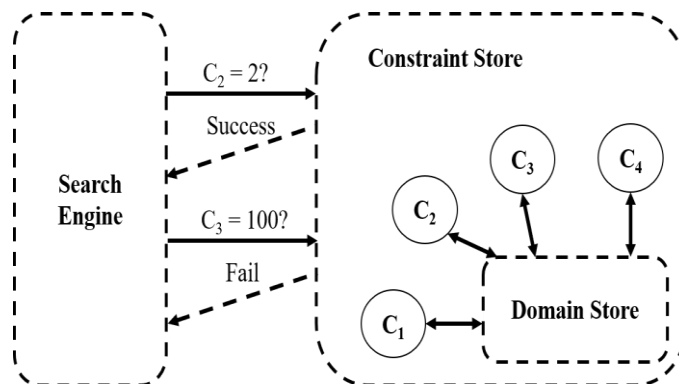 C₂ = 2?
Success
Search
Engine
C₃ = 100?
Fail
Constraint Store
C₃
C₄
C₂
C₁
Domain Store